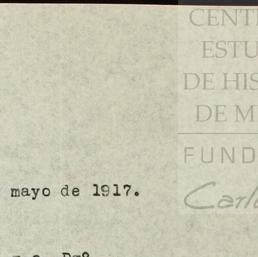 CENT
ESTU
DE HIS
DE M
FUND
Carl
mayo de 1917.